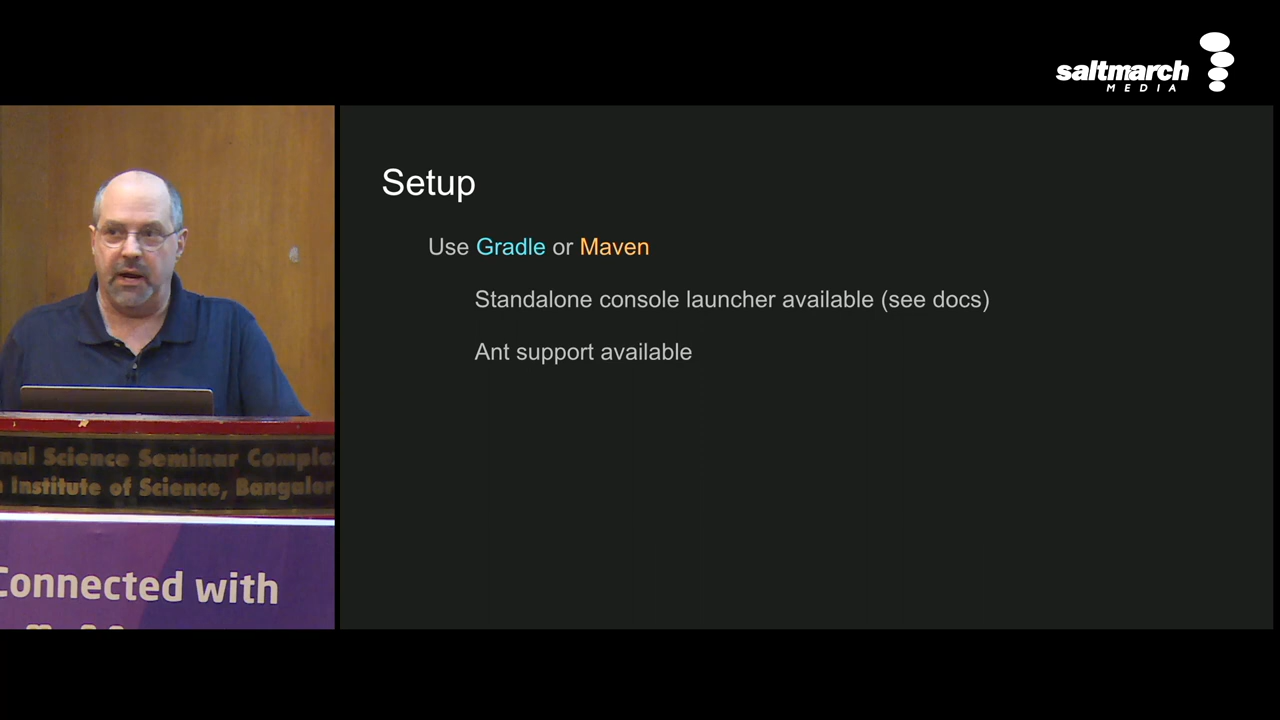 saltmarch
MEDIA
Setup
Use Gradle or Maven
Standalone console launcher available (see docs)
Ant support available
nal Science Seminar Comple
Institute of Science, Bangalor
Connected with